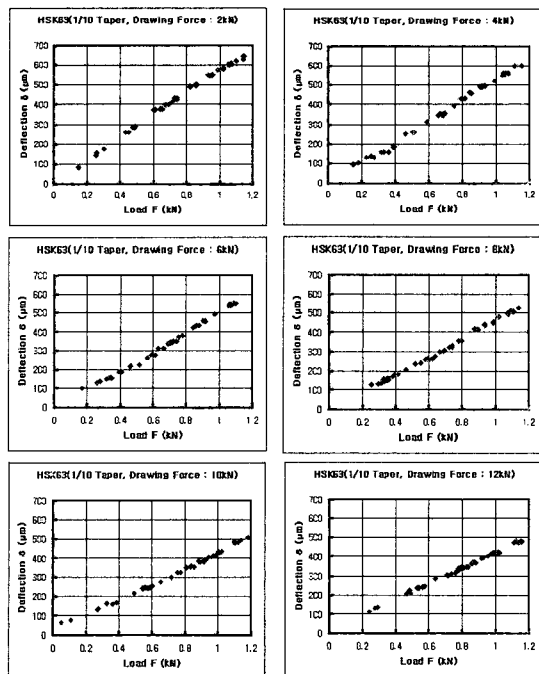 HSK63(1/10 Taper, Drawing Force : 2kN)
Deflection δ (μm)
700
600
500
400
300
200
100
0
0 0.2 0.4 0.6 0.8 1 1.2
Load F (kN)
HSK63(1/10 Taper, Drawing Force : 4kN)
Deflection δ (μm)
700
600
500
400
300
200
100
0
0 0.2 0.4 0.6 0.8 1 1.2
Load F (kN)
HSK63(1/10 Taper, Drawing Force : 6kN)
Deflection δ (μm)
700
600
500
400
300
200
100
0
0 0.2 0.4 0.6 0.8 1 1.2
Load F (kN)
HSK63(1/10 Taper, Drawing Force : 8kN)
Deflection δ (μm)
700
600
500
400
300
200
100
0
0 0.2 0.4 0.6 0.8 1 1.2
Load F (kN)
HSK63(1/10 Taper, Drawing Force : 10kN)
Deflection δ (μm)
700
600
500
400
300
200
100
0
0 0.2 0.4 0.6 0.8 1 1.2
Load F (kN)
HSK63(1/10 Taper, Drawing Force : 12kN)
Deflection δ (μm)
700
600
500
400
300
200
100
0
0 0.2 0.4 0.6 0.8 1 1.2
Load F (kN)